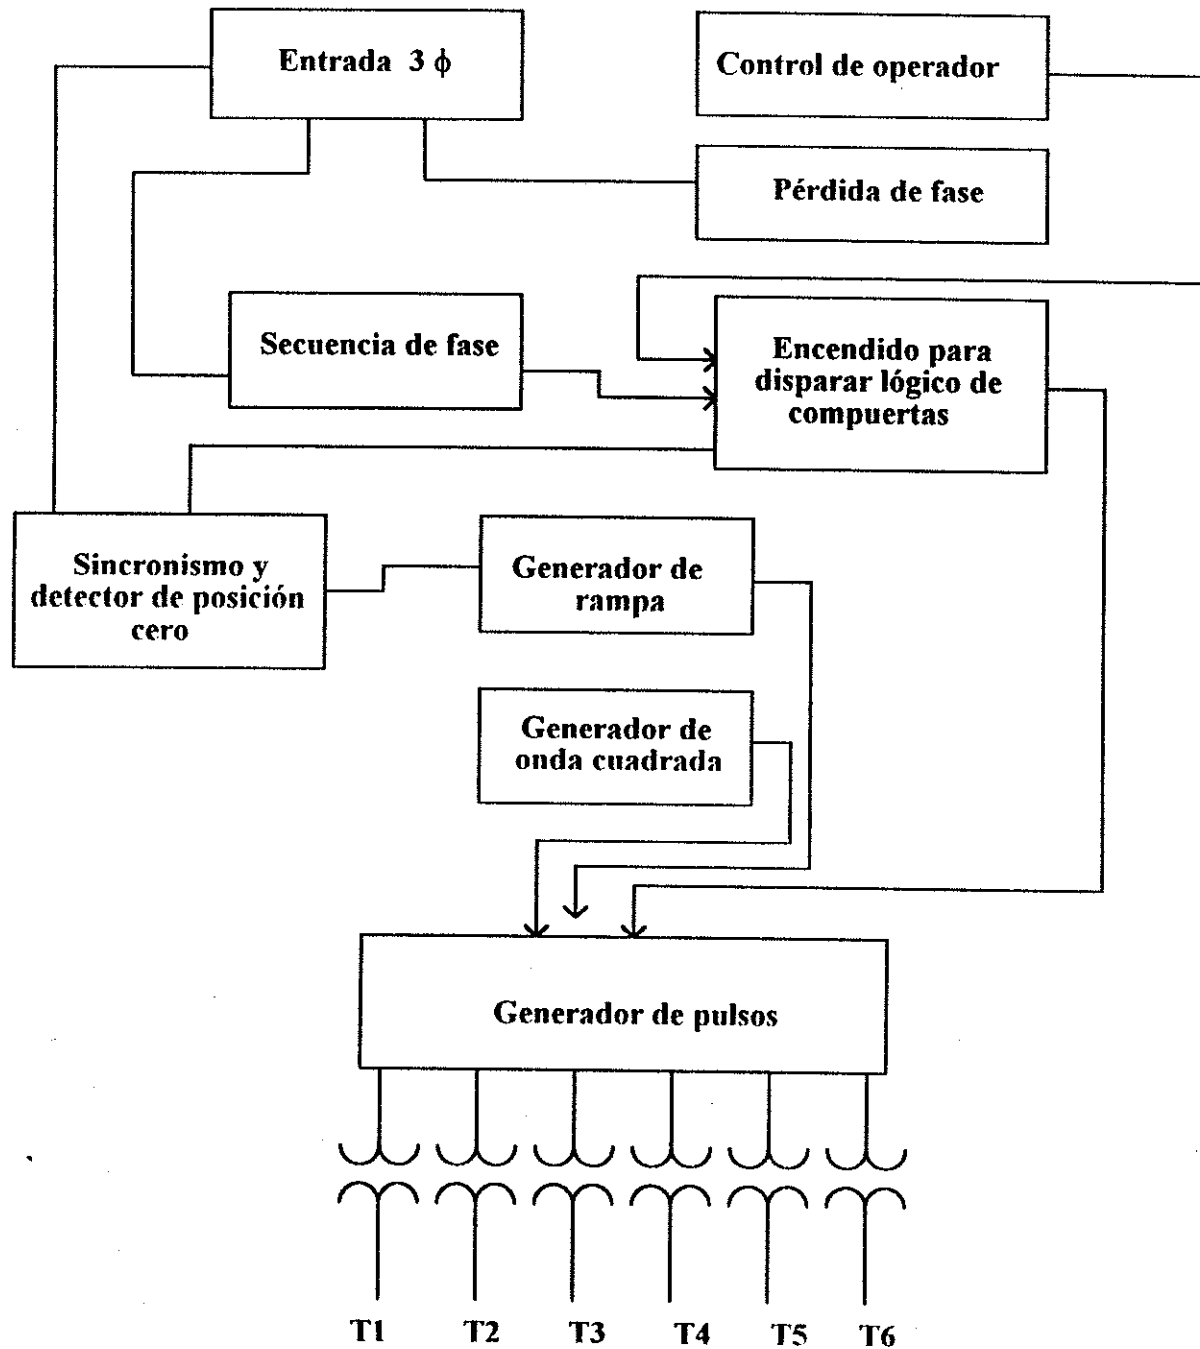 Entrada 3 ϕ
Control de operador
Pérdida de fase
Secuencia de fase
Encendido para
disparar lógico de
compuertas
Sincronismo y
detector de posición
cero
Generador de
rampa
Generador de
onda cuadrada
Generador de pulsos
T1 T2 T3 T4 T5 T6